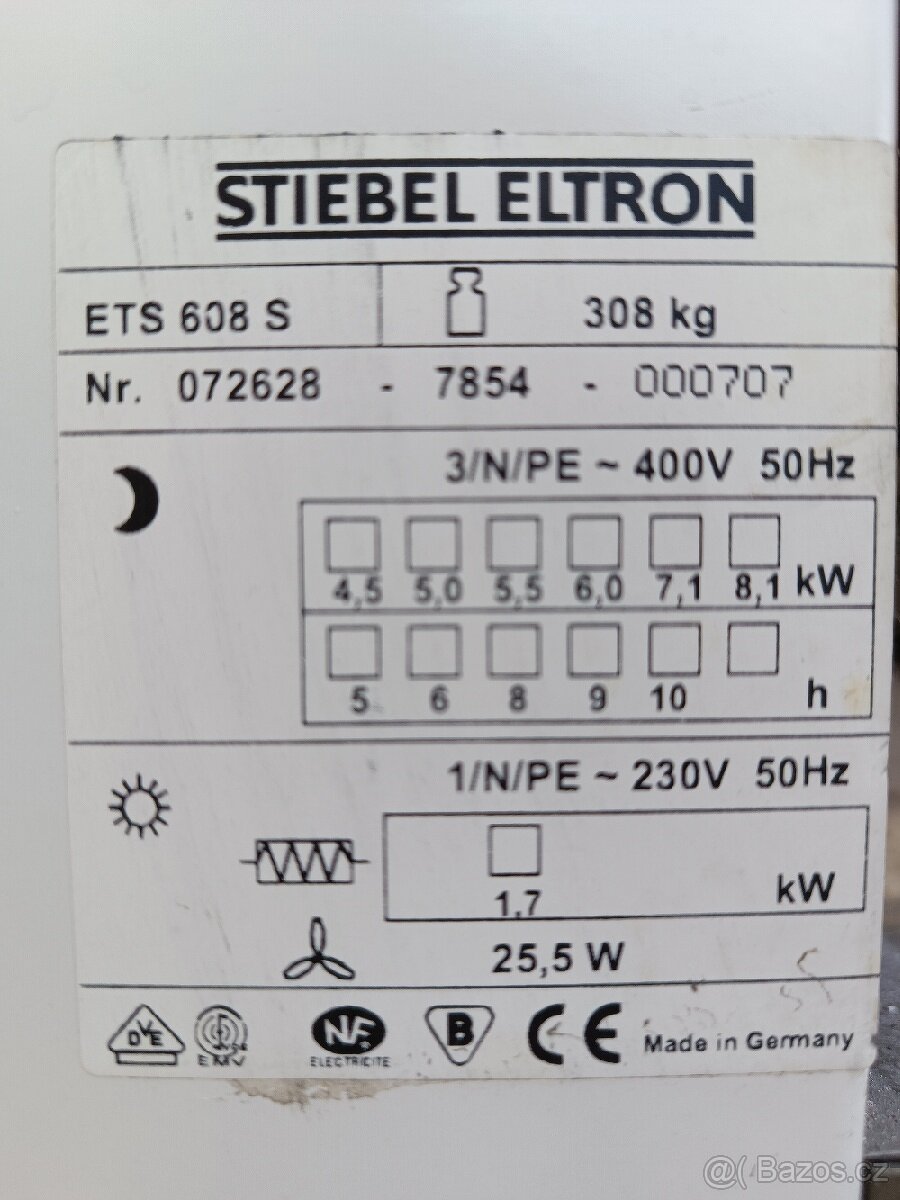 STIEBEL ELTRON
ETS 608 S 308 kg
Nr. 072628 - 7854 - 000707
3/N/PE ~ 400V 50Hz
4,5 5,0 5,5 6,0 7,1 8,1 kW
5 6 8 9 10 h
1/N/PE ~ 230V 50Hz
1,7 kW
25,5 W
DVE EMV NF ELECTRICITE B CE Made in Germany
@( Bazos.cz